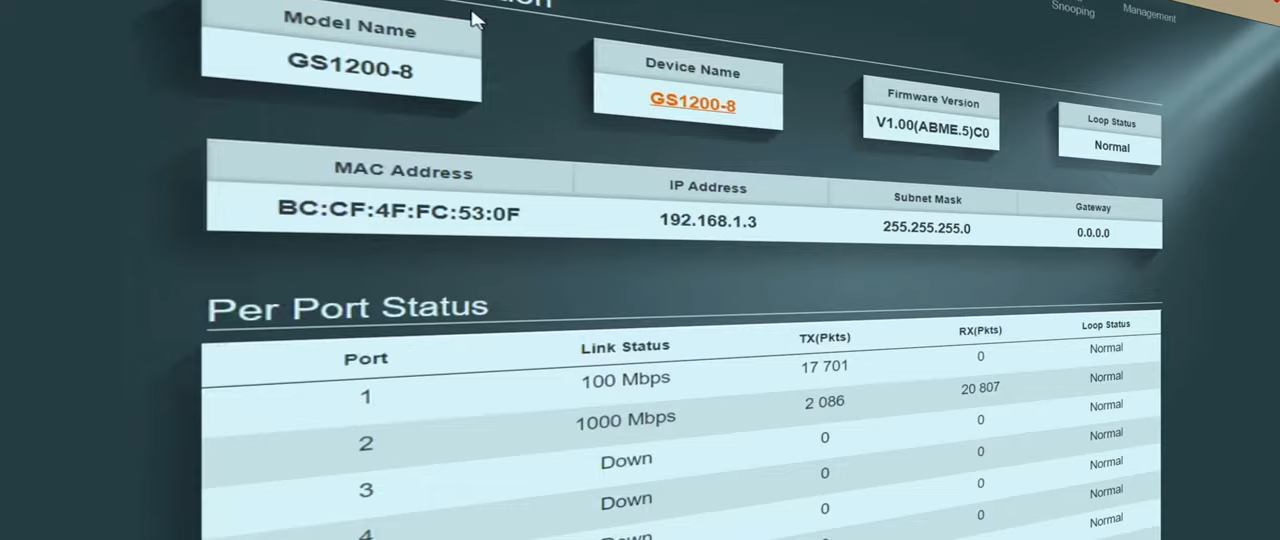 Snooping
Management
Model Name
GS1200-8
Device Name
GS1200-8
Firmware Version
V1.00(ABME.5)C0
Loop Status
Normal
MAC Address IP Address Subnet Mask Gateway
BC:CF:4F:FC:53:0F 192.168.1.3 255.255.255.0 0.0.0.0
Per Port Status
Port Link Status TX(Pkts) RX(Pkts) Loop Status
1 100 Mbps 17 701 0 Normal
2 1000 Mbps 2 086 20 807 Normal
3 Down 0 0 Normal
4 Down 0 0 Normal
Down 0 0 Normal
0 Normal
Normal